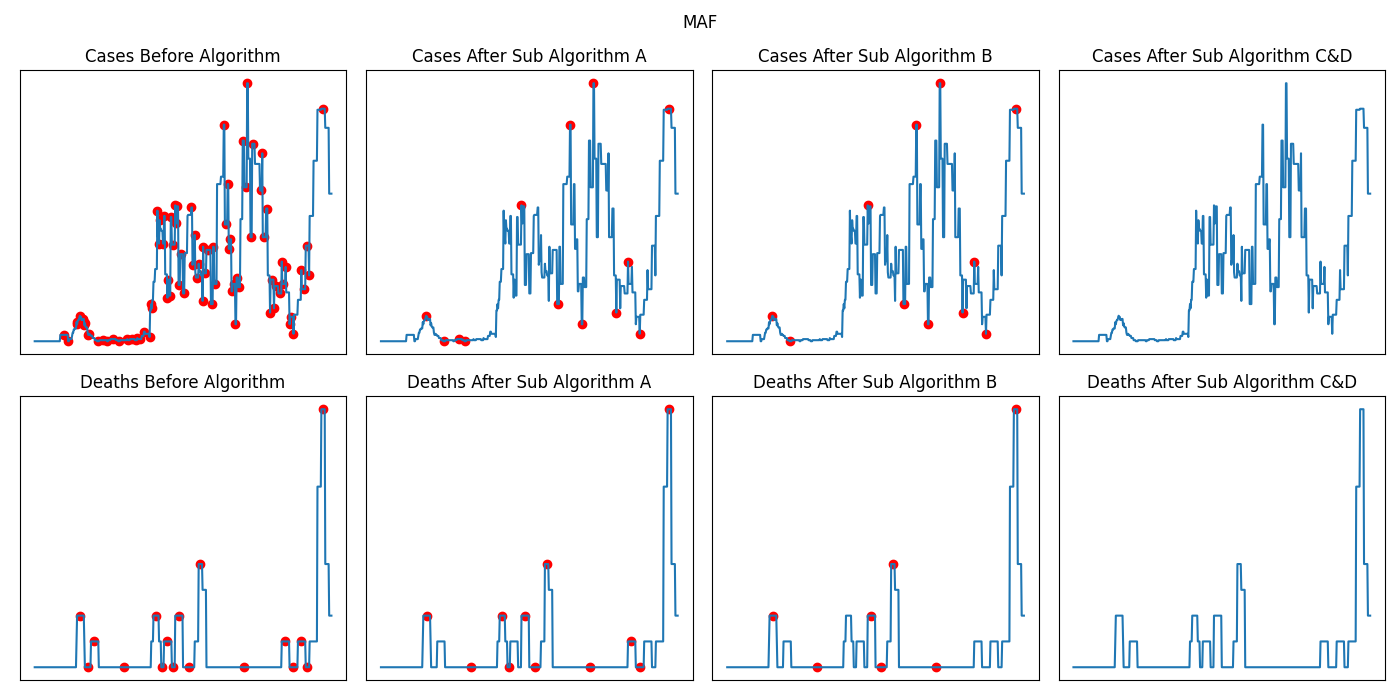 MAF
Cases Before Algorithm
Cases After Sub Algorithm A
Cases After Sub Algorithm B
Cases After Sub Algorithm C&D
Deaths Before Algorithm
Deaths After Sub Algorithm A
Deaths After Sub Algorithm B
Deaths After Sub Algorithm C&D